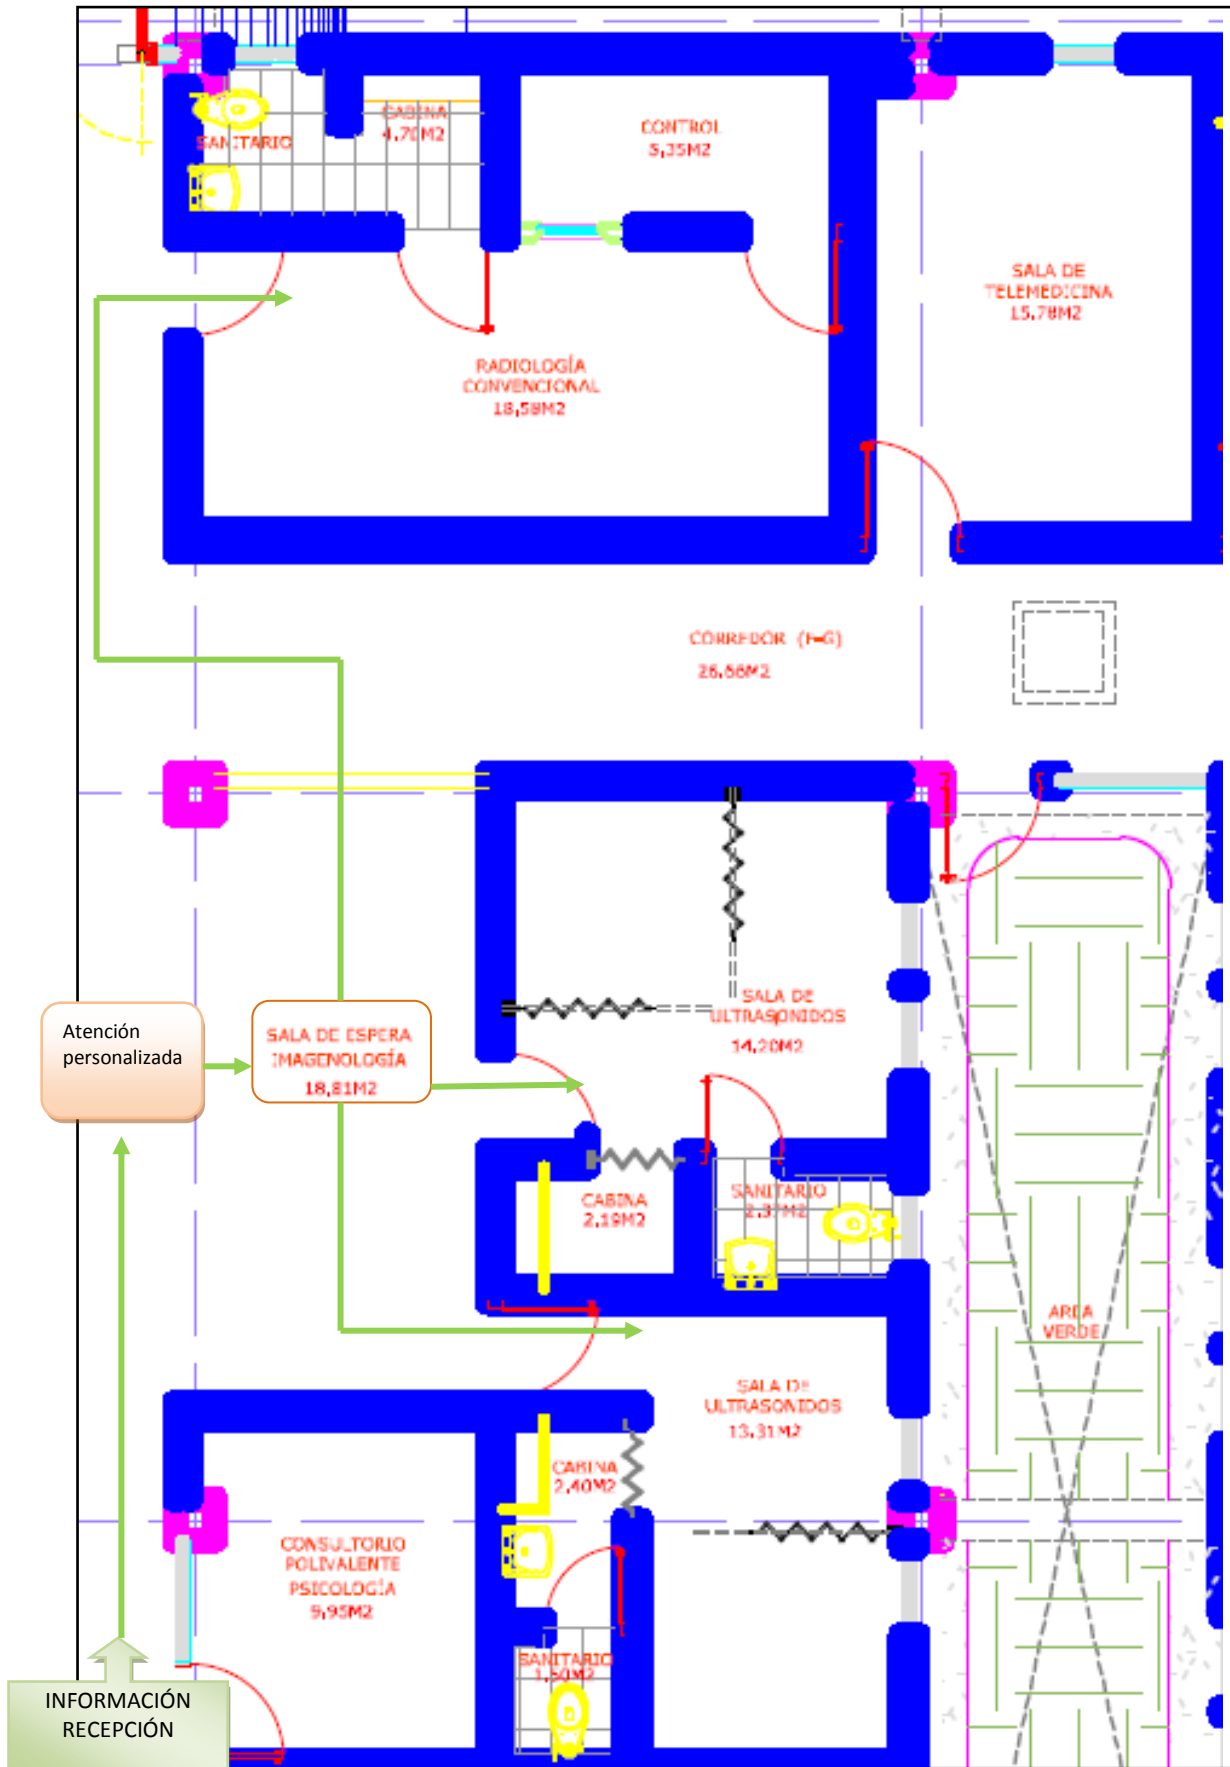 CABINA
4,70M2
SANITARIO
CONTROL
5,35M2
SALA DE
TELEMEDICINA
15,78M2
RADIOLOGÍA
CONVENCIONAL
18,58M2
CORREDOR (F-G)
26,66M2
Atención
personalizada
SALA DE ESPERA
IMAGENOLOGÍA
18,81M2
SALA DE
ULTRASONIDOS
14,20M2
CABINA
2,19M2
SANITARIO
AREA
VERDE
SALA DE
ULTRASONIDOS
13,31M2
CABINA
2,40M2
CONSULTORIO
POLIVALENTE
PSICOLOGÍA
9,95M2
SANITARIO
1,60M2
INFORMACIÓN
RECEPCIÓN